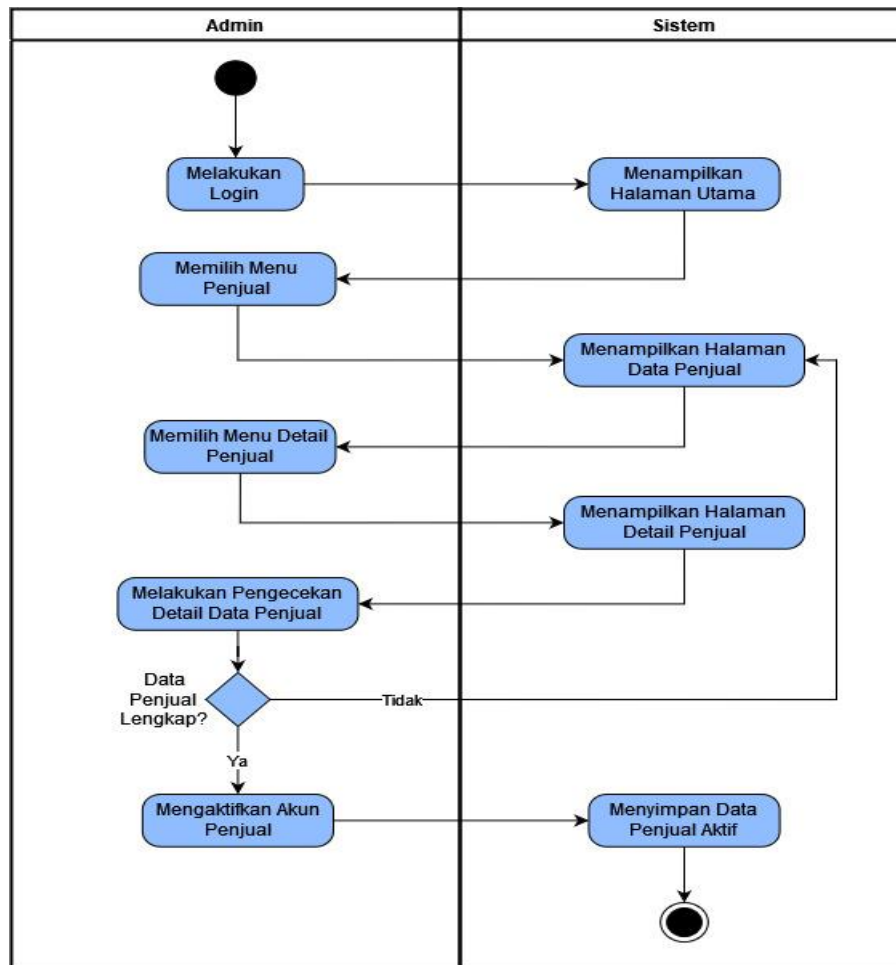 Admin
Sistem
Melakukan
Login
Menampilkan
Halaman Utama
Memilih Menu
Penjual
Menampilkan Halaman
Data Penjual
Memilih Menu Detail
Penjual
Menampilkan Halaman
Detail Penjual
Melakukan Pengecekan
Detail Data Penjual
Data
Penjual
Lengkap?
Tidak
Ya
Mengaktifkan Akun
Penjual
Menyimpan Data
Penjual Aktif